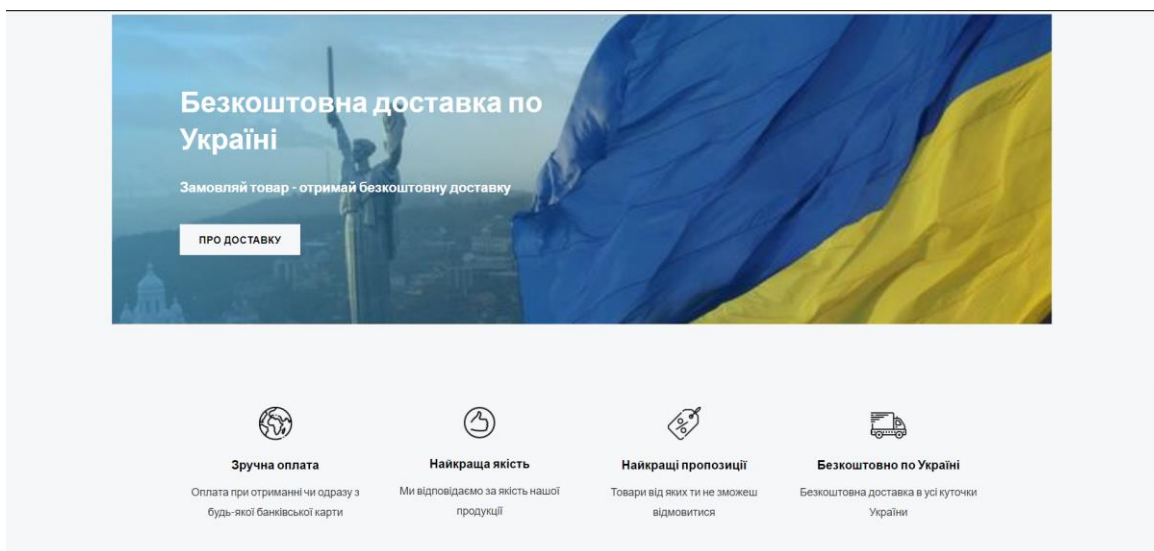 Безкоштовна доставка по
Україні
Замовляй товар - отримай безкоштовну доставку
ПРО ДОСТАВКУ
Зручна оплата
Оплата при отриманні чи одразу з
будь-якої банківської карти
Найкраща якість
Ми відповідаємо за якість нашої
продукції
Найкращі пропозиції
Товари від яких ти не зможеш
відмовитися
Безкоштовно по Україні
Безкоштовна доставка в усі куточки
України